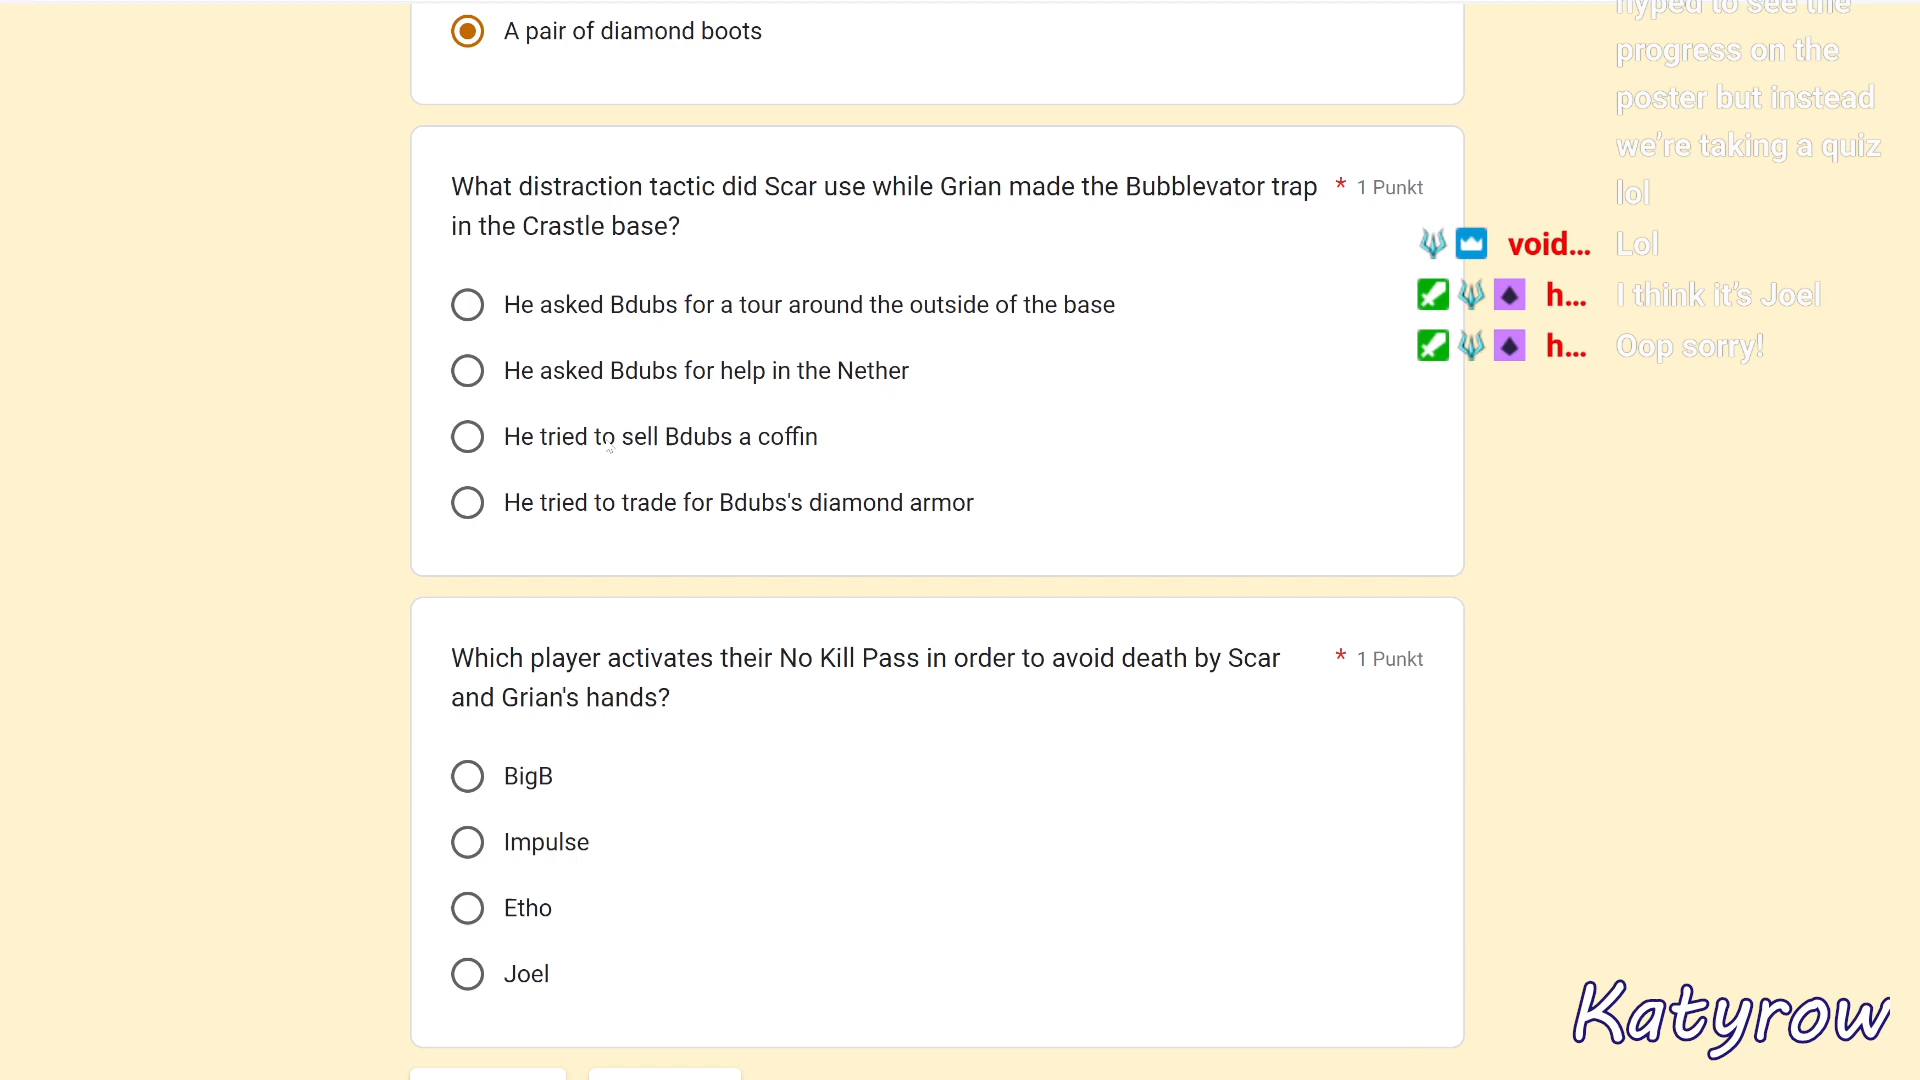 A pair of diamond boots
What distraction tactic did Scar use while Grian made the Bubblevator trap * 1 Punkt
in the Crastle base?
He asked Bdubs for a tour around the outside of the base
He asked Bdubs for help in the Nether
He tried to sell Bdubs a coffin
He tried to trade for Bdubs's diamond armor
Which player activates their No Kill Pass in order to avoid death by Scar * 1 Punkt
and Grian's hands?
BigB
Impulse
Etho
Joel
hyped to see the
progress on the
poster but instead
we're taking a quiz
lol
void... Lol
h... I think it's Joel
h... Oop sorry!
Katyrow